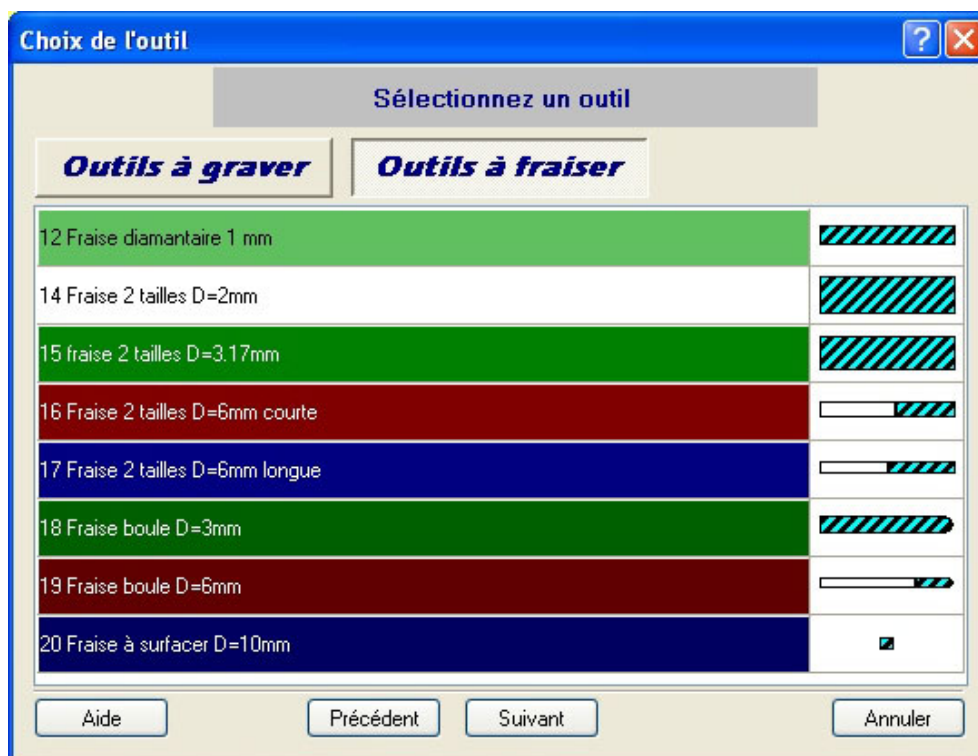 Choix de l'outil
Sélectionnez un outil
Outils à graver
Outils à fraiser
12 Fraise diamantaire 1 mm
14 Fraise 2 tailles D=2mm
15 fraise 2 tailles D=3.17mm
16 Fraise 2 tailles D=6mm courte
17 Fraise 2 tailles D=6mm longue
18 Fraise boule D=3mm
19 Fraise boule D=6mm
20 Fraise à surfacer D=10mm
Aide
Précédent
Suivant
Annuler